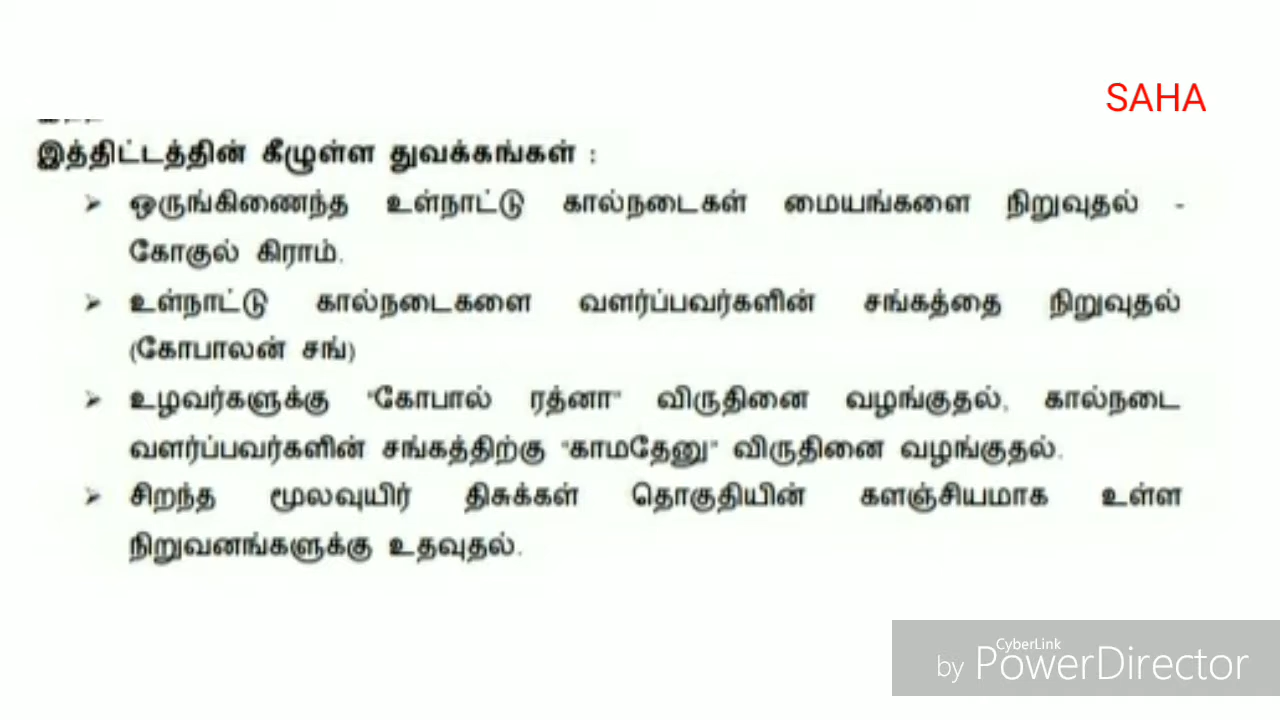 SAHA
இத்திட்டத்தின் கீழுள்ள துவக்கங்கள் :
➢ ஒருங்கிணைந்த உள்நாட்டு கால்நடைகள் மையங்களை நிறுவுதல் -
கோகுல் கிராம்.
➢ உள்நாட்டு கால்நடைகளை வளர்ப்பவர்களின் சங்கத்தை நிறுவுதல்
(கோபாலன் சங்)
➢ உழவர்களுக்கு "கோபால் ரத்னா" விருதினை வழங்குதல், கால்நடை
வளர்ப்பவர்களின் சங்கத்திற்கு "காமதேனு" விருதினை வழங்குதல்.
➢ சிறந்த மூலவுயிர் திசுக்கள் தொகுதியின் களஞ்சியமாக உள்ள
நிறுவனங்களுக்கு உதவுதல்.
CyberLink
by PowerDirector